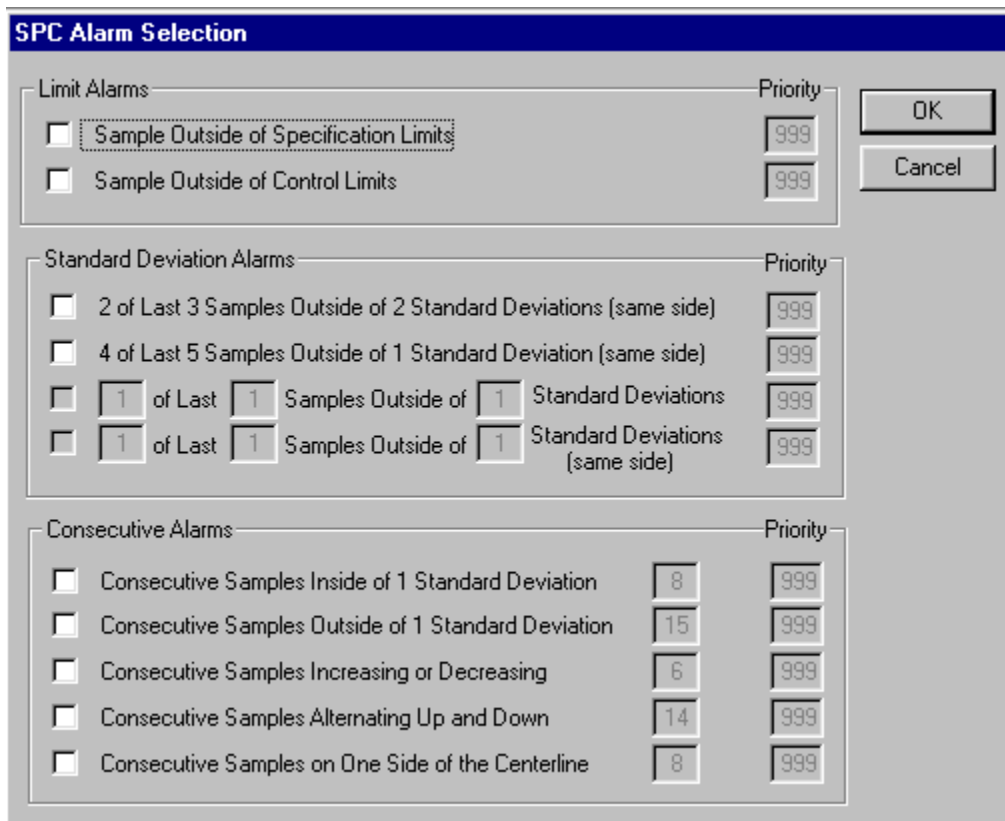 SPC Alarm Selection
Limit Alarms Priority
Sample Outside of Specification Limits 999
Sample Outside of Control Limits 999
OK
Cancel
Standard Deviation Alarms Priority
2 of Last 3 Samples Outside of 2 Standard Deviations (same side) 999
4 of Last 5 Samples Outside of 1 Standard Deviation (same side) 999
1 of Last 1 Samples Outside of 1 Standard Deviations 999
1 of Last 1 Samples Outside of 1 Standard Deviations 999
(same side)
Consecutive Alarms Priority
Consecutive Samples Inside of 1 Standard Deviation 8 999
Consecutive Samples Outside of 1 Standard Deviation 15 999
Consecutive Samples Increasing or Decreasing 6 999
Consecutive Samples Alternating Up and Down 14 999
Consecutive Samples on One Side of the Centerline 8 999